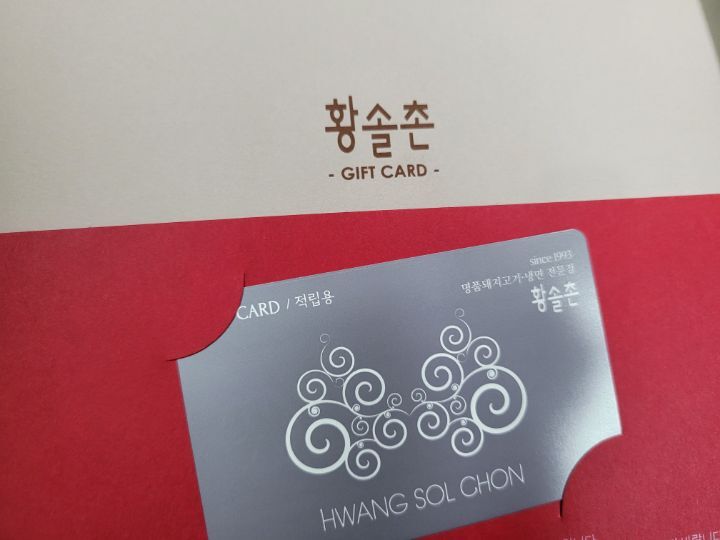 황솔촌
- GIFT CARD -
since 1993
명품돼지고기·냉면 전문점
황솔촌
CARD / 적립용
HWANG SOL CHON